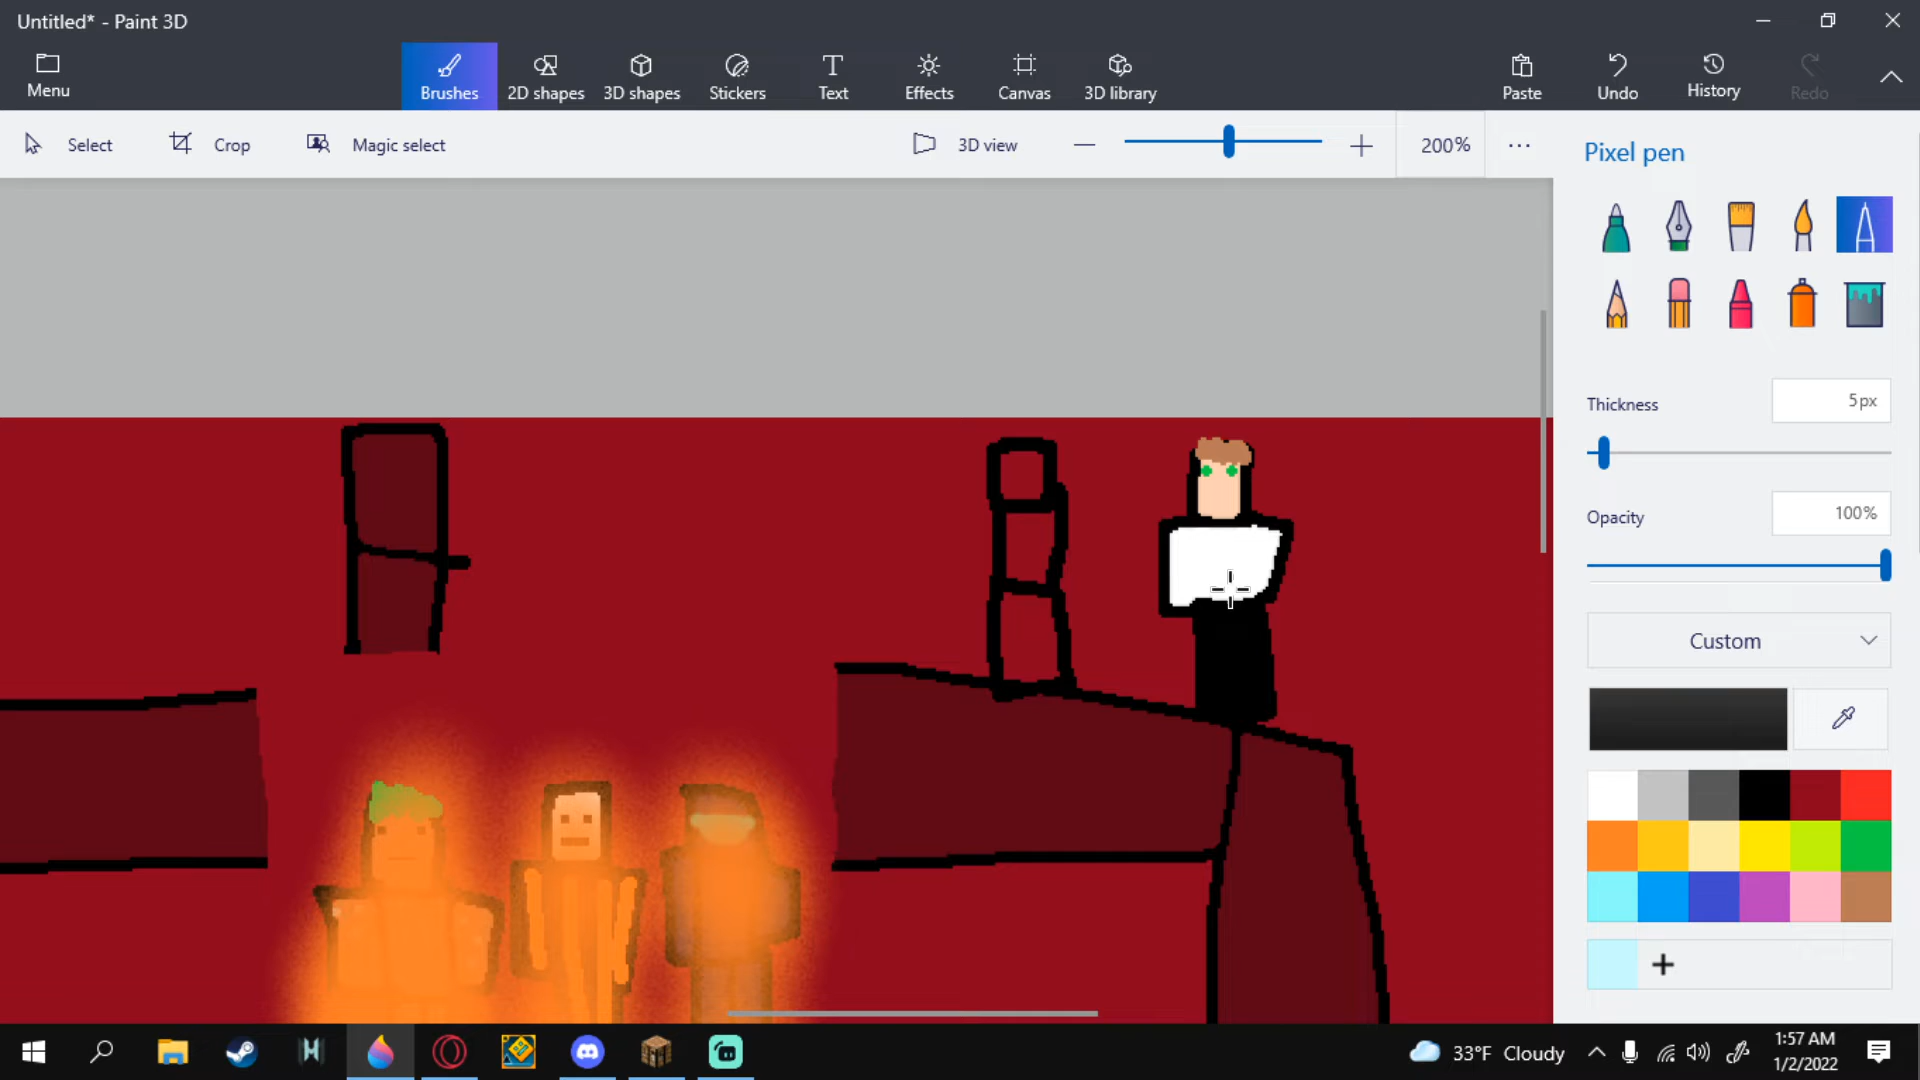 Untitled* - Paint 3D
Menu
Brushes
2D shapes
3D shapes
Stickers
Text
Effects
Canvas
3D library
Paste
Undo
History
Redo
Select
Crop
Magic select
3D view
200%
Pixel pen
Thickness
5px
Opacity
100%
Custom
33°F Cloudy
1:57 AM
1/2/2022